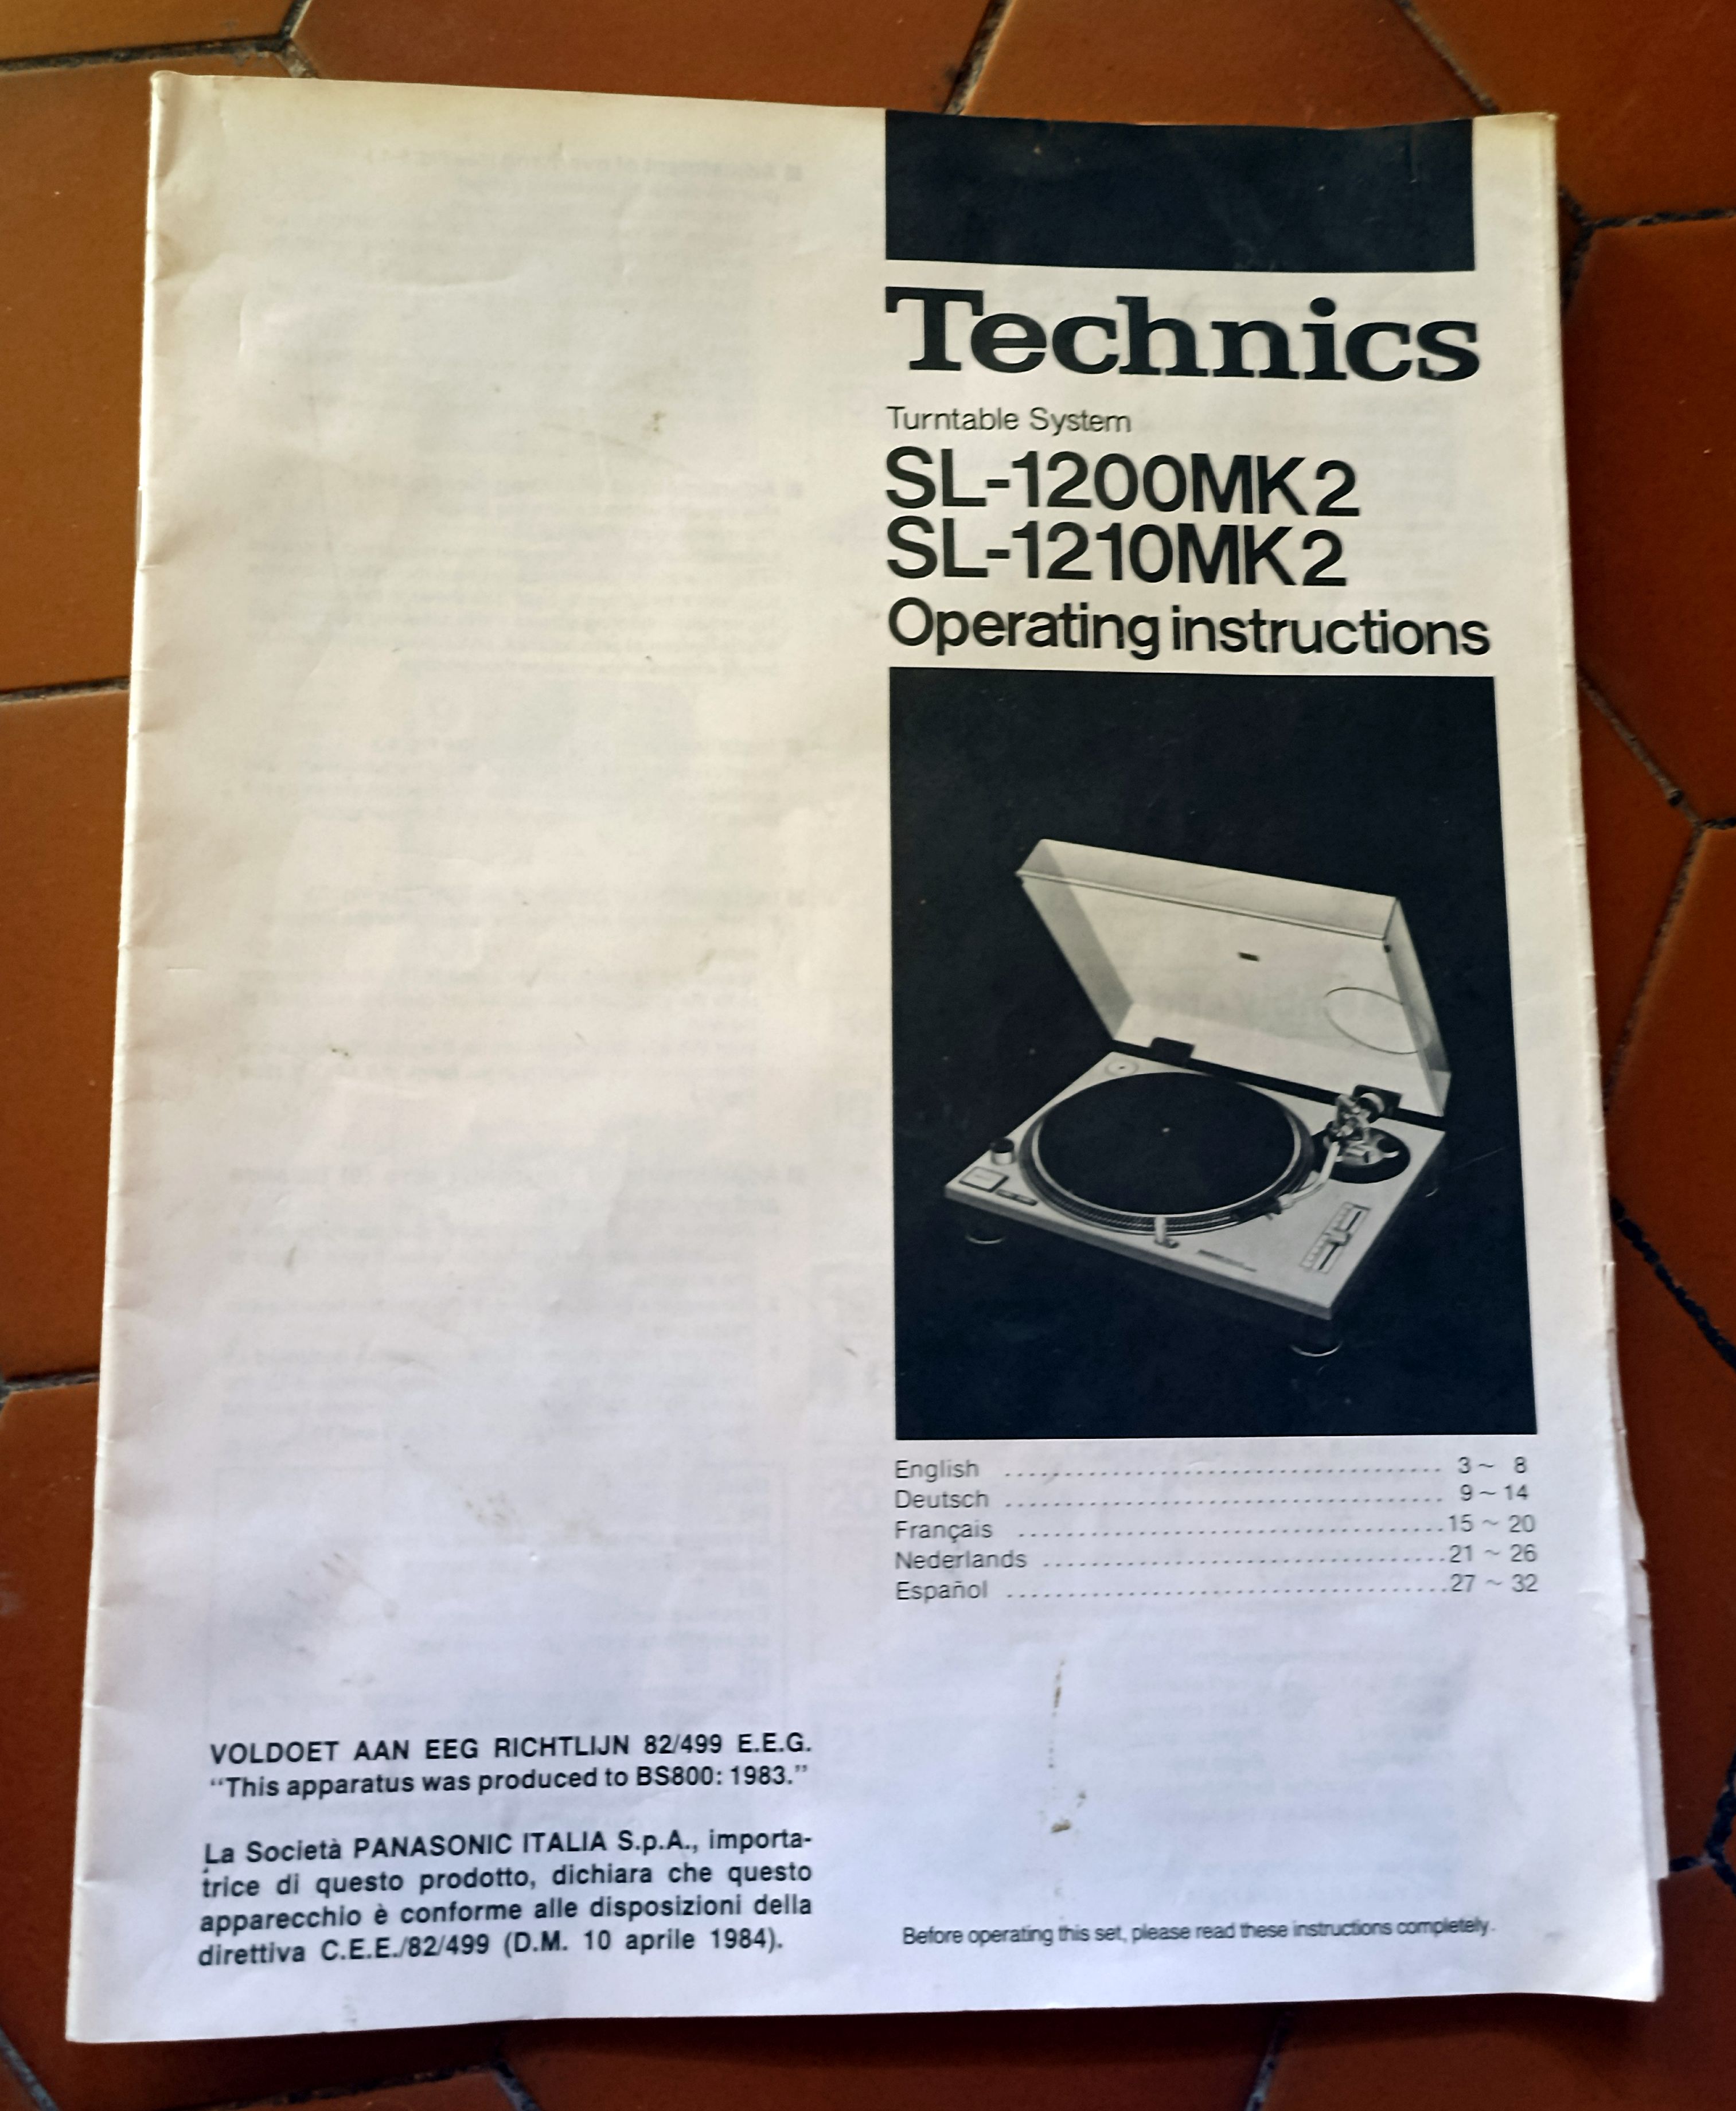 Technics
Turntable System
SL-1200MK2
SL-1210MK2
Operating instructions
English ........................................ 3 ~ 8
Deutsch ........................................ 9 ~ 14
Français ........................................ 15 ~ 20
Nederlands ...................................... 21 ~ 26
Español ......................................... 27 ~ 32
Before operating this set, please read these instructions completely.
VOLDOET AAN EEG RICHTLIJN 82/499 E.E.G.
“This apparatus was produced to BS800: 1983.”
La Società PANASONIC ITALIA S.p.A., importa-
trice di questo prodotto, dichiara che questo
apparecchio è conforme alle disposizioni della
direttiva C.E.E./82/499 (D.M. 10 aprile 1984).